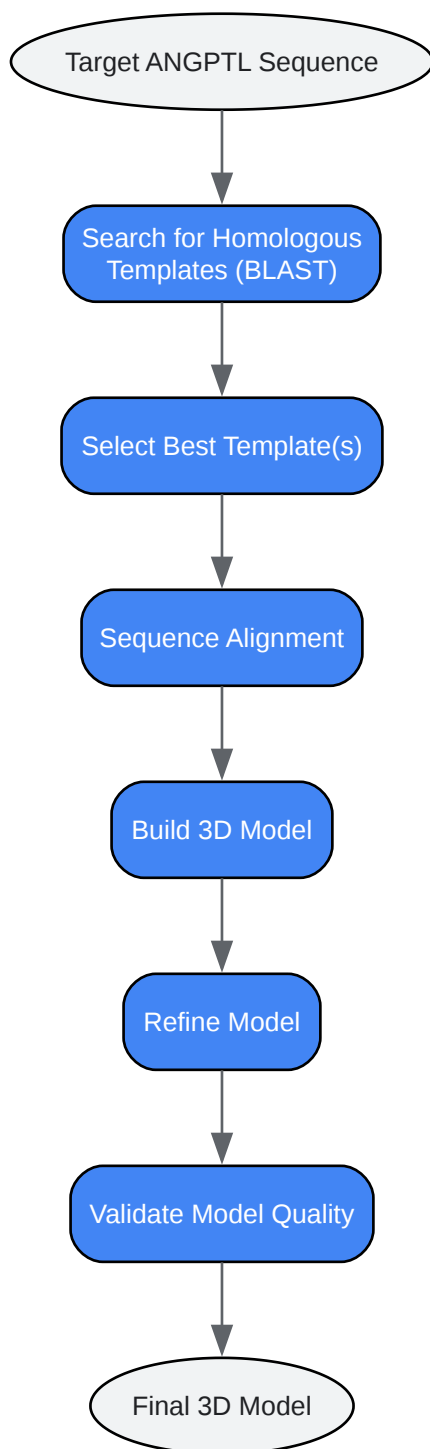 Target ANGPTL Sequence
Search for Homologous
Templates (BLAST)
Select Best Template(s)
Sequence Alignment
Build 3D Model
Refine Model
Validate Model Quality
Final 3D Model